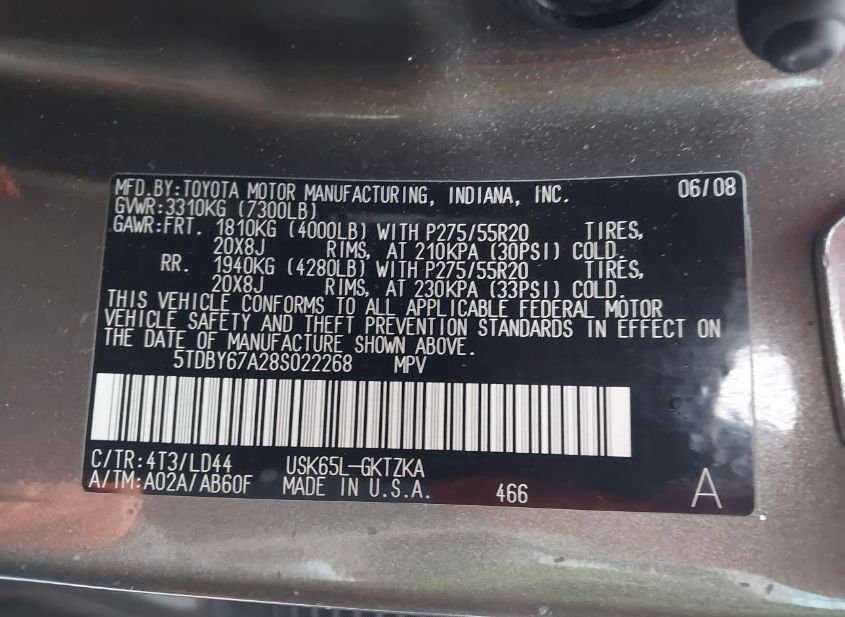 MFD.BY:TOYOTA MOTOR MANUFACTURING, INDIANA, INC. 06/08
GVWR:3310KG (7300LB)
GAWR:FRT. 1810KG (4000LB) WITH P275/55R20 TIRES,
20X8J RIMS, AT 210KPA (30PSI) COLD.
RR. 1940KG (4280LB) WITH P275/55R20 TIRES,
20X8J RIMS, AT 230KPA (33PSI) COLD.
THIS VEHICLE CONFORMS TO ALL APPLICABLE FEDERAL MOTOR
VEHICLE SAFETY AND THEFT PREVENTION STANDARDS IN EFFECT ON
THE DATE OF MANUFACTURE SHOWN ABOVE.
5TDBY67A28S022268 MPV
C/TR:4T3/LD44 USK65L-GKTZKA
A/TM:A02A/AB60F MADE IN U.S.A. 466 A